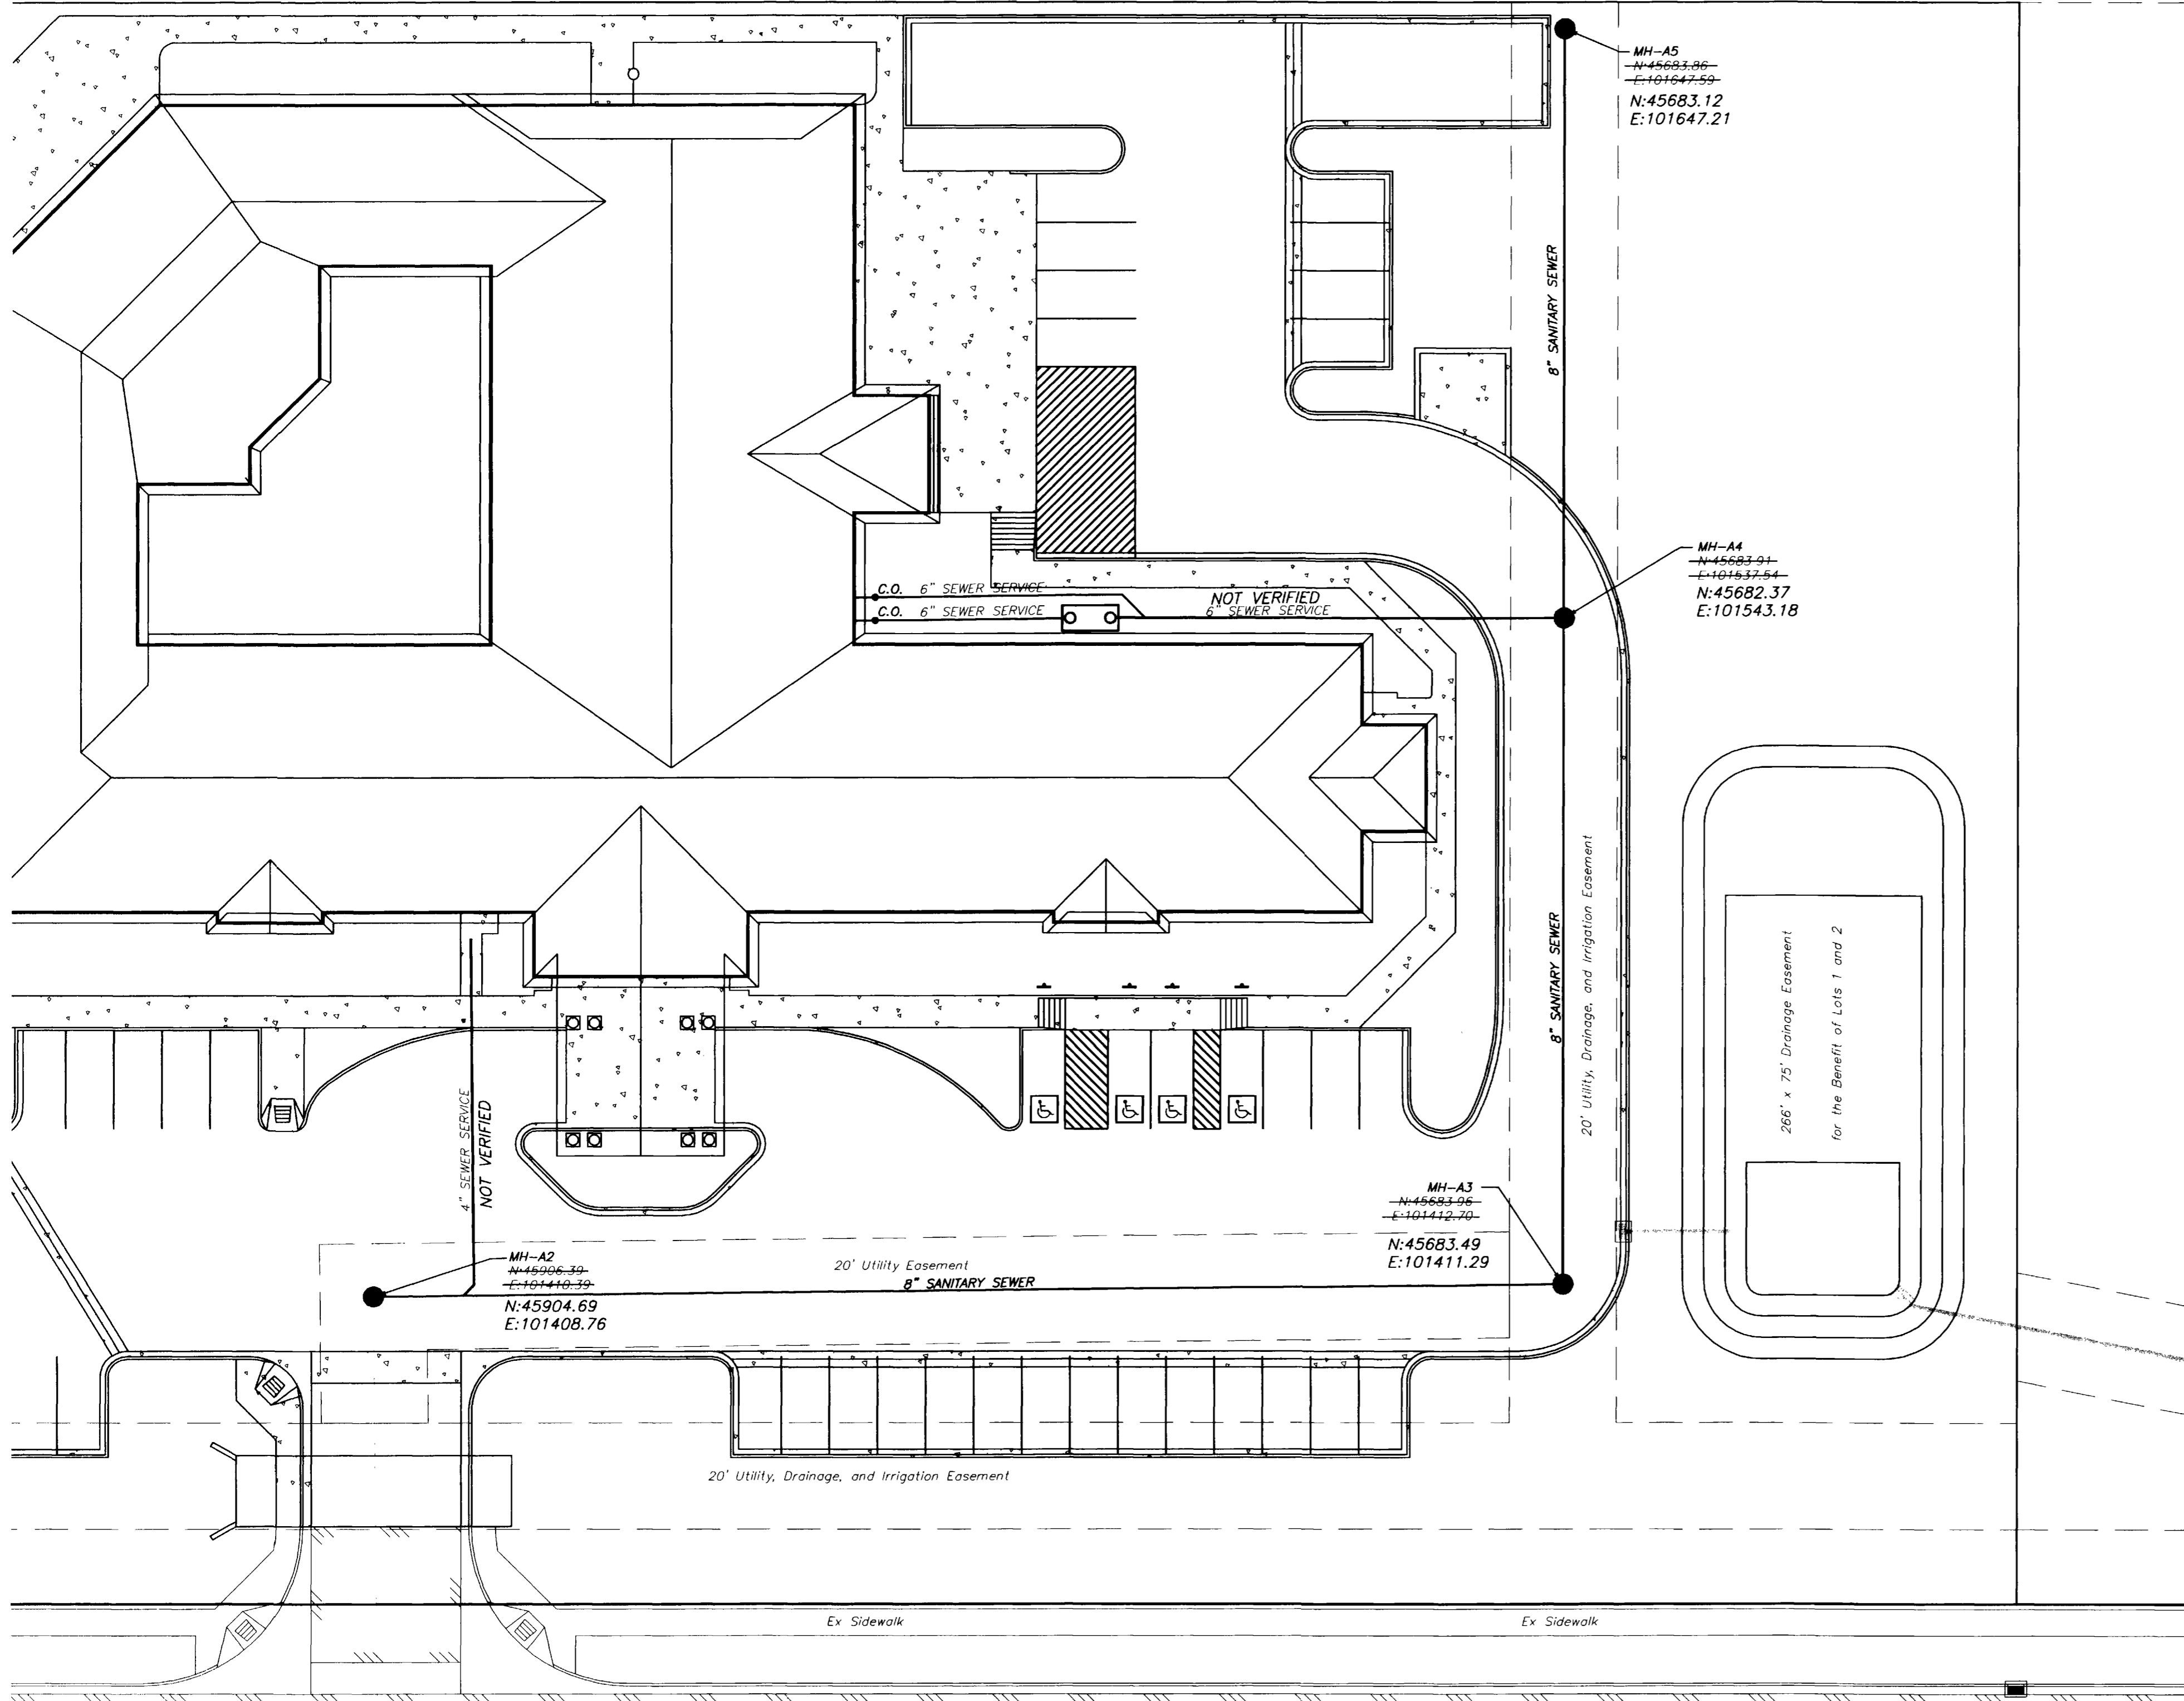 MH-A5
N:45683.86
E:101647.59
N:45683.12
E:101647.21
8" SANITARY SEWER
MH-A4
N:45683.91
E:101537.54
N:45682.37
E:101543.18
C.O. 6" SEWER SERVICE
NOT VERIFIED
C.O. 6" SEWER SERVICE
6" SEWER SERVICE
20' Utility, Drainage, and Irrigation Easement
8" SANITARY SEWER
266' x 75' Drainage Easement
for the Benefit of Lots 1 and 2
4" SEWER SERVICE
NOT VERIFIED
MH-A3
N:45683.96
E:101412.70
N:45683.49
E:101411.29
MH-A2
N:45906.39
E:101410.39
N:45904.69
E:101408.76
20' Utility Easement
8" SANITARY SEWER
20' Utility, Drainage, and Irrigation Easement
Ex Sidewalk
Ex Sidewalk